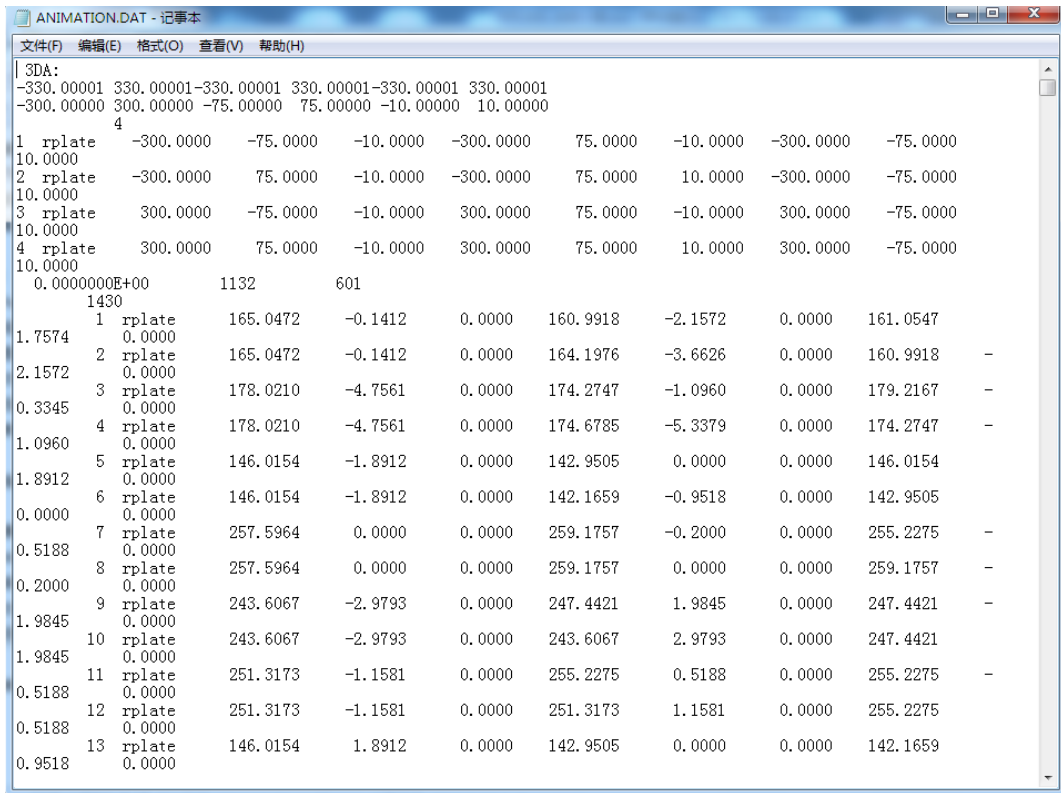 ANIMATION.DAT - 记事本
文件(F) 编辑(E) 格式(O) 查看(V) 帮助(H)
3DA:
-330.00001 330.00001-330.00001 330.00001-330.00001 330.00001
-300.00000 300.00000 -75.00000 75.00000 -10.00000 10.00000
4
1 rplate -300.0000 -75.0000 -10.0000 -300.0000 75.0000 -10.0000 -300.0000 -75.0000
10.0000
2 rplate -300.0000 75.0000 -10.0000 -300.0000 75.0000 10.0000 -300.0000 -75.0000
10.0000
3 rplate 300.0000 -75.0000 -10.0000 300.0000 75.0000 -10.0000 300.0000 -75.0000
10.0000
4 rplate 300.0000 75.0000 -10.0000 300.0000 75.0000 10.0000 300.0000 -75.0000
10.0000
0.0000000E+00 1132 601
1430
1 rplate 165.0472 -0.1412 0.0000 160.9918 -2.1572 0.0000 161.0547
1.7574 0.0000
2 rplate 165.0472 -0.1412 0.0000 164.1976 -3.6626 0.0000 160.9918 -
2.1572 0.0000
3 rplate 178.0210 -4.7561 0.0000 174.2747 -1.0960 0.0000 179.2167 -
0.3345 0.0000
4 rplate 178.0210 -4.7561 0.0000 174.6785 -5.3379 0.0000 174.2747 -
1.0960 0.0000
5 rplate 146.0154 -1.8912 0.0000 142.9505 0.0000 0.0000 146.0154
1.8912 0.0000
6 rplate 146.0154 -1.8912 0.0000 142.1659 -0.9518 0.0000 142.9505
0.0000 0.0000
7 rplate 257.5964 0.0000 0.0000 259.1757 -0.2000 0.0000 255.2275 -
0.5188 0.0000
8 rplate 257.5964 0.0000 0.0000 259.1757 0.0000 0.0000 259.1757 -
0.2000 0.0000
9 rplate 243.6067 -2.9793 0.0000 247.4421 1.9845 0.0000 247.4421 -
1.9845 0.0000
10 rplate 243.6067 -2.9793 0.0000 243.6067 2.9793 0.0000 247.4421
1.9845 0.0000
11 rplate 251.3173 -1.1581 0.0000 255.2275 0.5188 0.0000 255.2275 -
0.5188 0.0000
12 rplate 251.3173 -1.1581 0.0000 251.3173 1.1581 0.0000 255.2275
0.5188 0.0000
13 rplate 146.0154 1.8912 0.0000 142.9505 0.0000 0.0000 142.1659
0.9518 0.0000